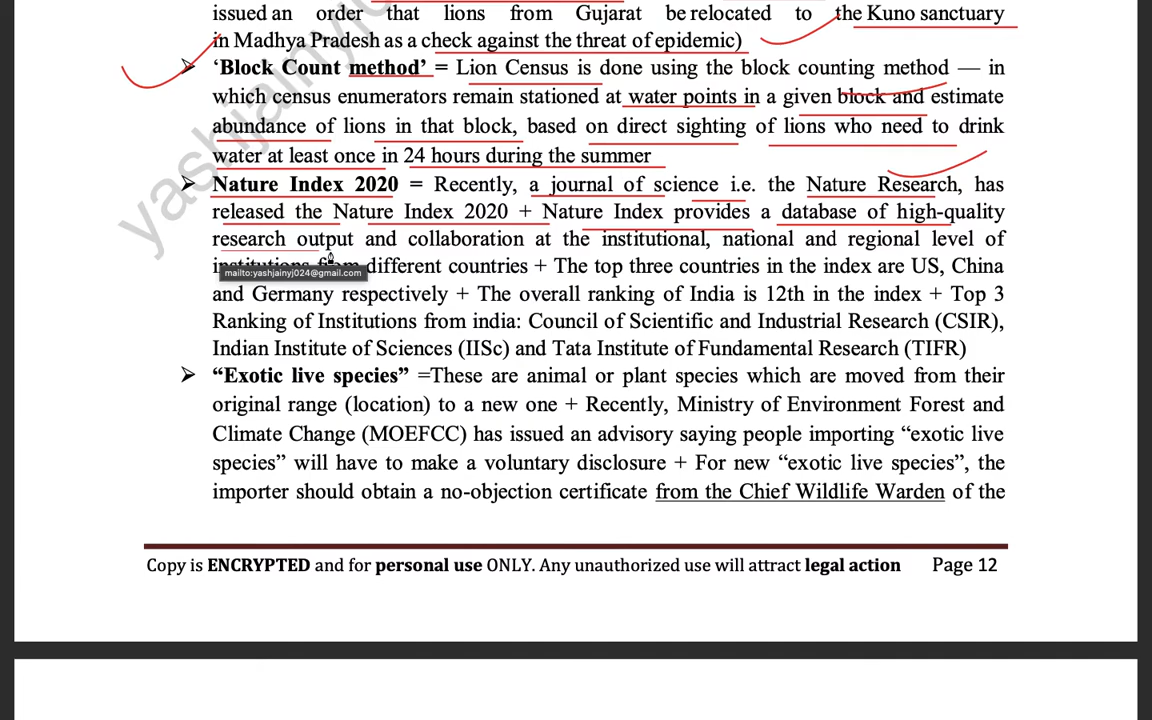 issued an order that lions from Gujarat be relocated to the Kuno sanctuary
in Madhya Pradesh as a check against the threat of epidemic)
➢ ‘Block Count method’ = Lion Census is done using the block counting method — in
which census enumerators remain stationed at water points in a given block and estimate
abundance of lions in that block, based on direct sighting of lions who need to drink
water at least once in 24 hours during the summer
➢ Nature Index 2020 = Recently, a journal of science i.e. the Nature Research, has
released the Nature Index 2020 + Nature Index provides a database of high-quality
research output and collaboration at the institutional, national and regional level of
institutions from different countries + The top three countries in the index are US, China
mailto:yashjainyj024@gmail.com
and Germany respectively + The overall ranking of India is 12th in the index + Top 3
Ranking of Institutions from india: Council of Scientific and Industrial Research (CSIR),
Indian Institute of Sciences (IISc) and Tata Institute of Fundamental Research (TIFR)
➢ “Exotic live species” =These are animal or plant species which are moved from their
original range (location) to a new one + Recently, Ministry of Environment Forest and
Climate Change (MOEFCC) has issued an advisory saying people importing “exotic live
species” will have to make a voluntary disclosure + For new “exotic live species”, the
importer should obtain a no-objection certificate from the Chief Wildlife Warden of the
Copy is ENCRYPTED and for personal use ONLY. Any unauthorized use will attract legal action Page 12